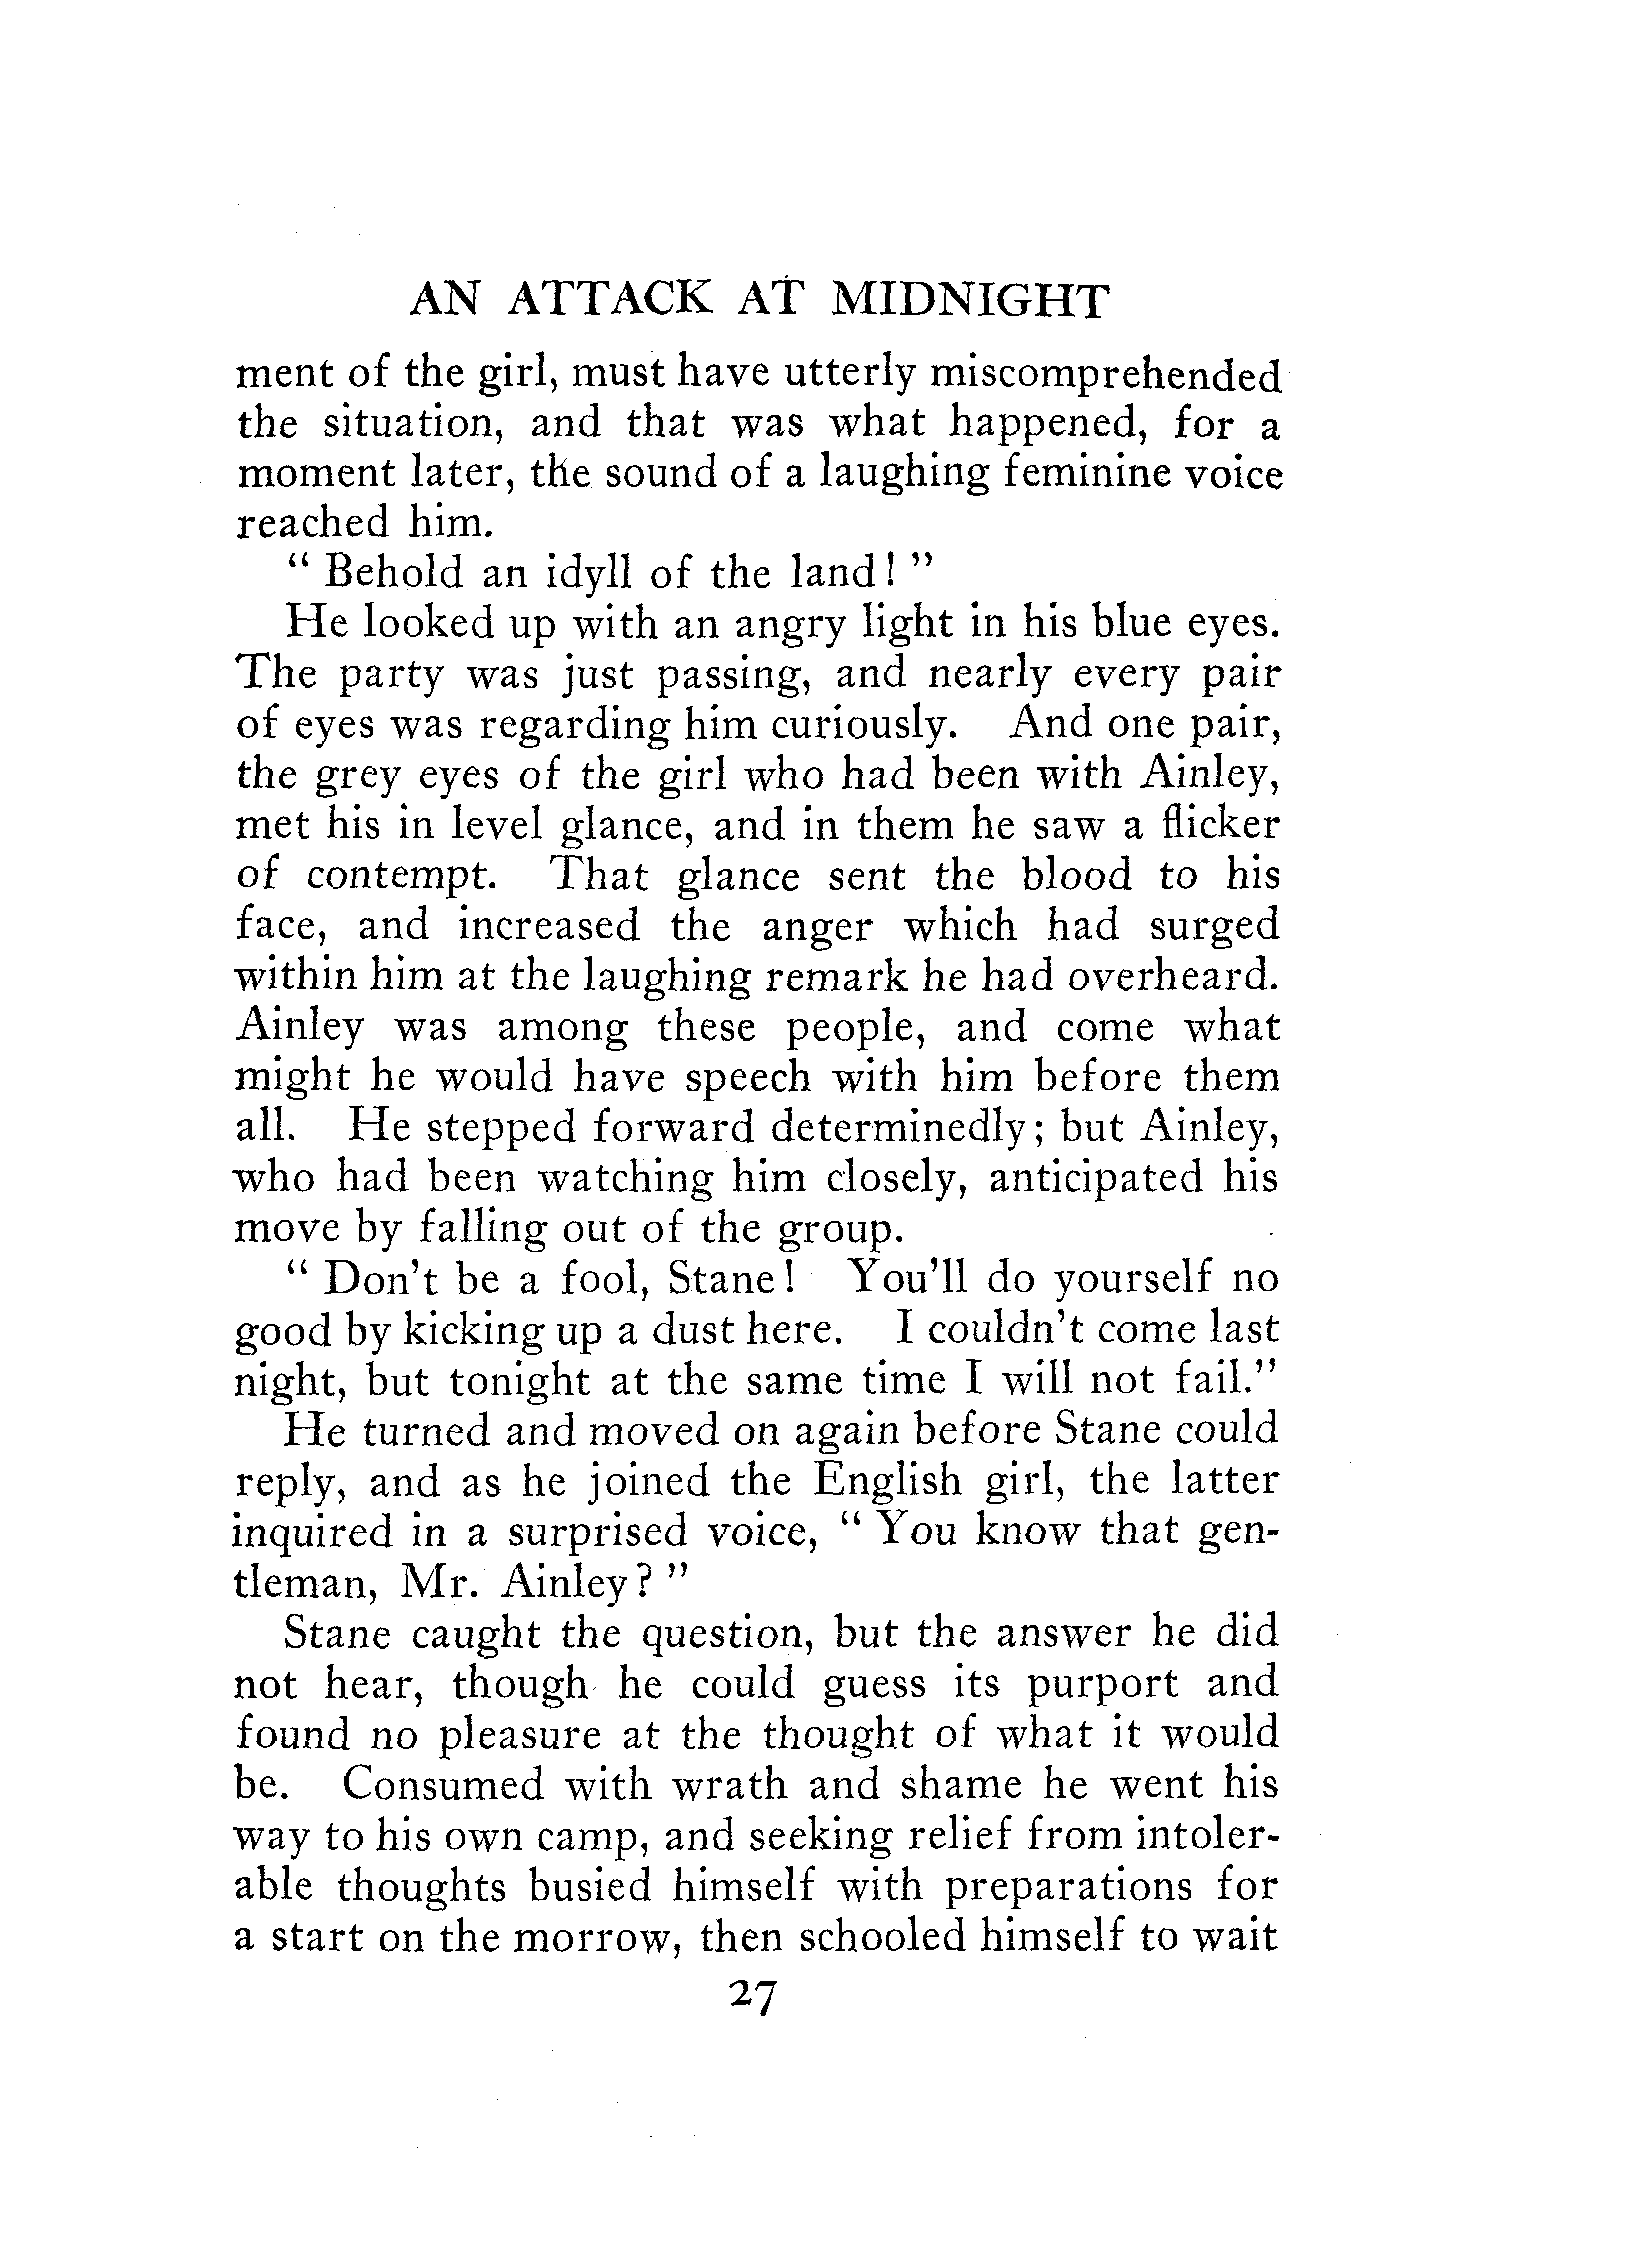 AN ATTACK AT MIDNIGHT
ment of the girl, must have utterly miscomprehended
the situation, and that was what happened, for a
moment later, the sound of a laughing feminine voice
reached him.
“ Behold an idyll of the land! ”
He looked up with an angry light in his blue eyes.
The party was just passing, and nearly every pair
of eyes was regarding him curiously. And one pair,
the grey eyes of the girl who had been with Ainley,
met his in level glance, and in them he saw a flicker
of contempt. That glance sent the blood to his
face, and increased the anger which had surged
within him at the laughing remark he had overheard.
Ainley was among these people, and come what
might he would have speech with him before them
all. He stepped forward determinedly; but Ainley,
who had been watching him closely, anticipated his
move by falling out of the group.
“ Don't be a fool, Stane! You'll do yourself no
good by kicking up a dust here. I couldn't come last
night, but tonight at the same time I will not fail.”
He turned and moved on again before Stane could
reply, and as he joined the English girl, the latter
inquired in a surprised voice, “ You know that gen-
tleman, Mr. Ainley? ”
Stane caught the question, but the answer he did
not hear, though he could guess its purport and
found no pleasure at the thought of what it would
be. Consumed with wrath and shame he went his
way to his own camp, and seeking relief from intoler-
able thoughts busied himself with preparations for
a start on the morrow, then schooled himself to wait
27